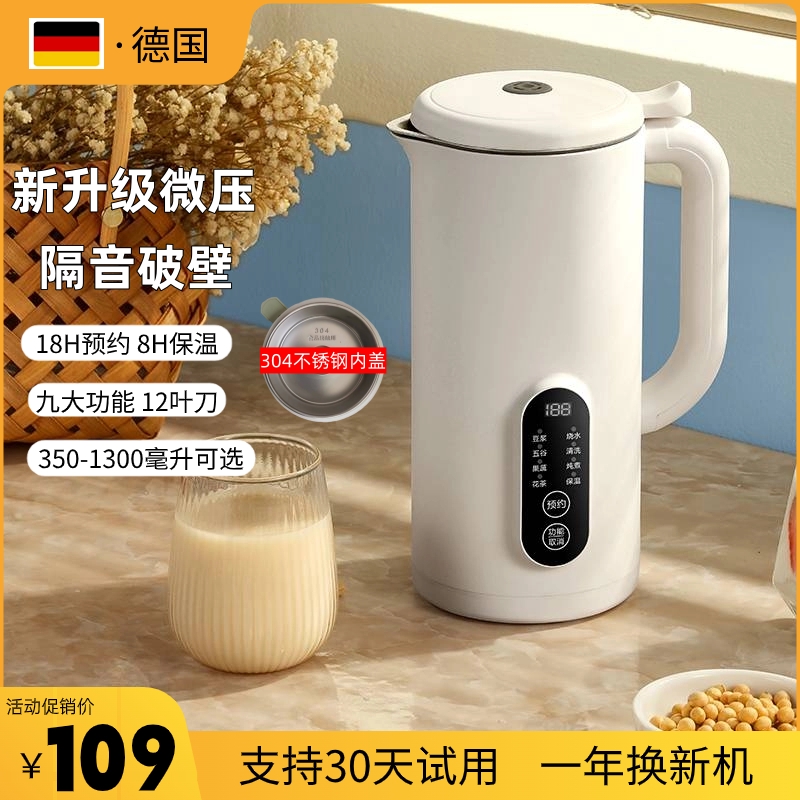 ·德国
新升级微压
隔音破壁
18H预约 8H保温
九大功能 12叶刀
350-1300毫升可选
304
304不锈钢内盖
188
豆浆 烧水
五谷 清洗
果蔬 炖煮
花茶 保温
预约
功能
取消
活动促销价
¥109
支持30天试用 一年换新机